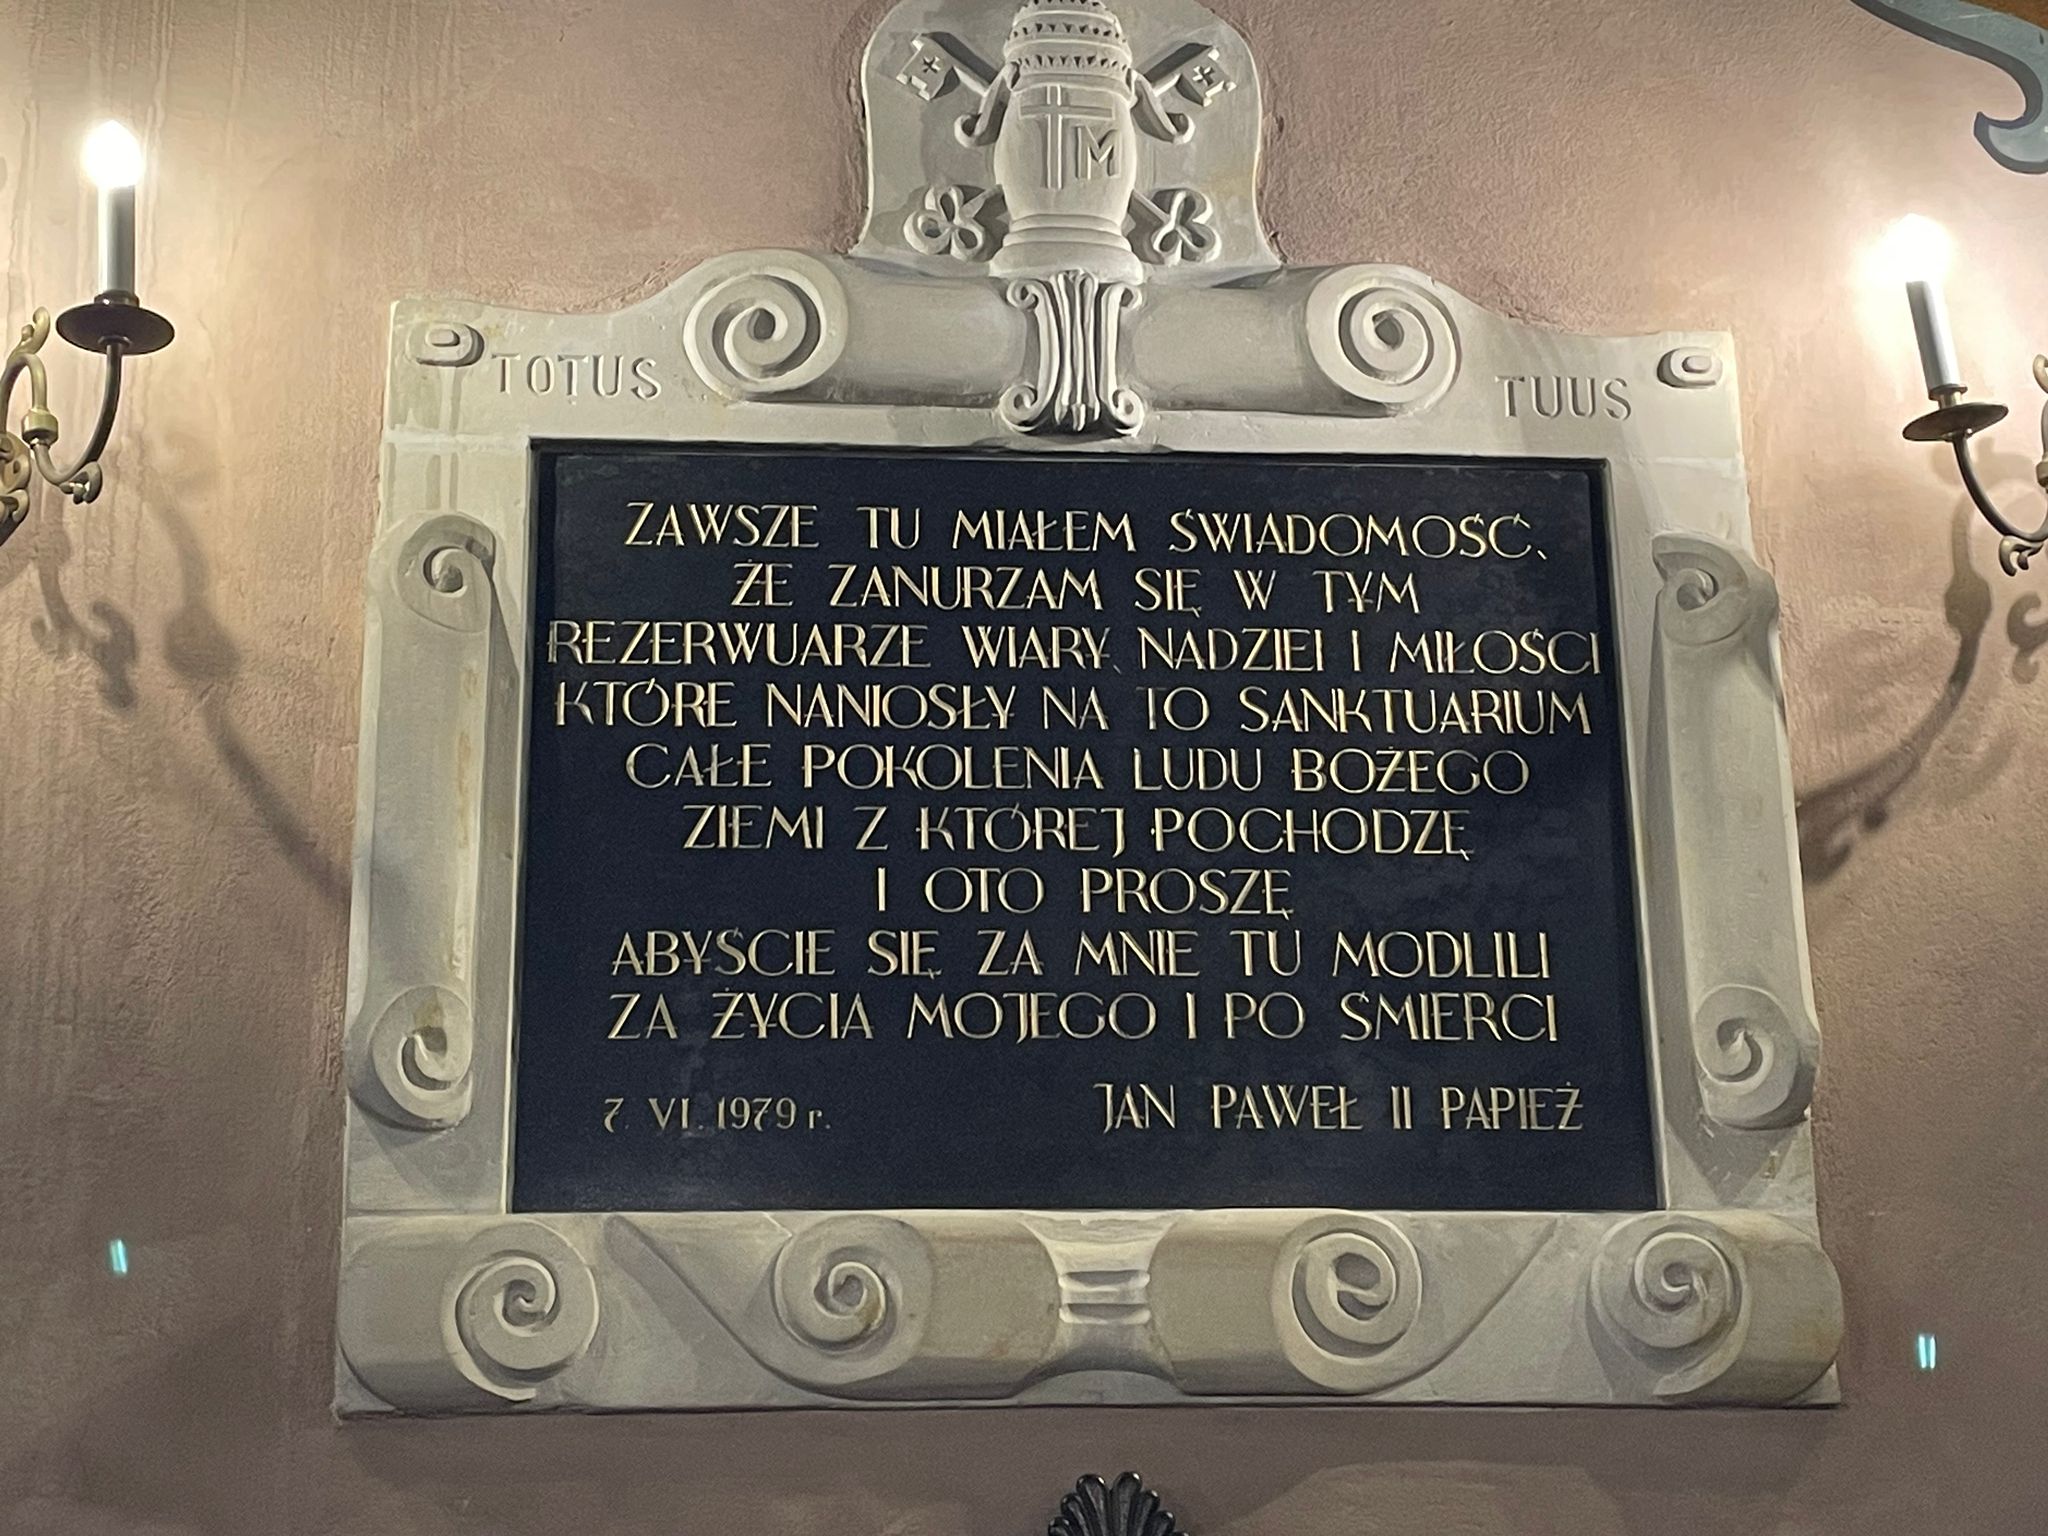 M
TOTUS TUUS
ZAWSZE TU MIAŁEM ŚWIADOMOŚĆ,
ŻE ZANURZAM SIĘ W TYM
REZERWUARZE WIARY, NADZIEI I MIŁOŚCI
KTÓRE NANIOSŁY NA TO SANKTUARIUM
CAŁE POKOLENIA LUDU BOŻEGO
ZIEMI Z KTÓREJ POCHODZĘ
I OTO PROSZĘ
ABYŚCIE SIĘ ZA MNIE TU MODLILI
ZA ŻYCIA MOJEGO I PO ŚMIERCI
7. VI. 1979 r. JAN PAWEŁ II PAPIEŻ